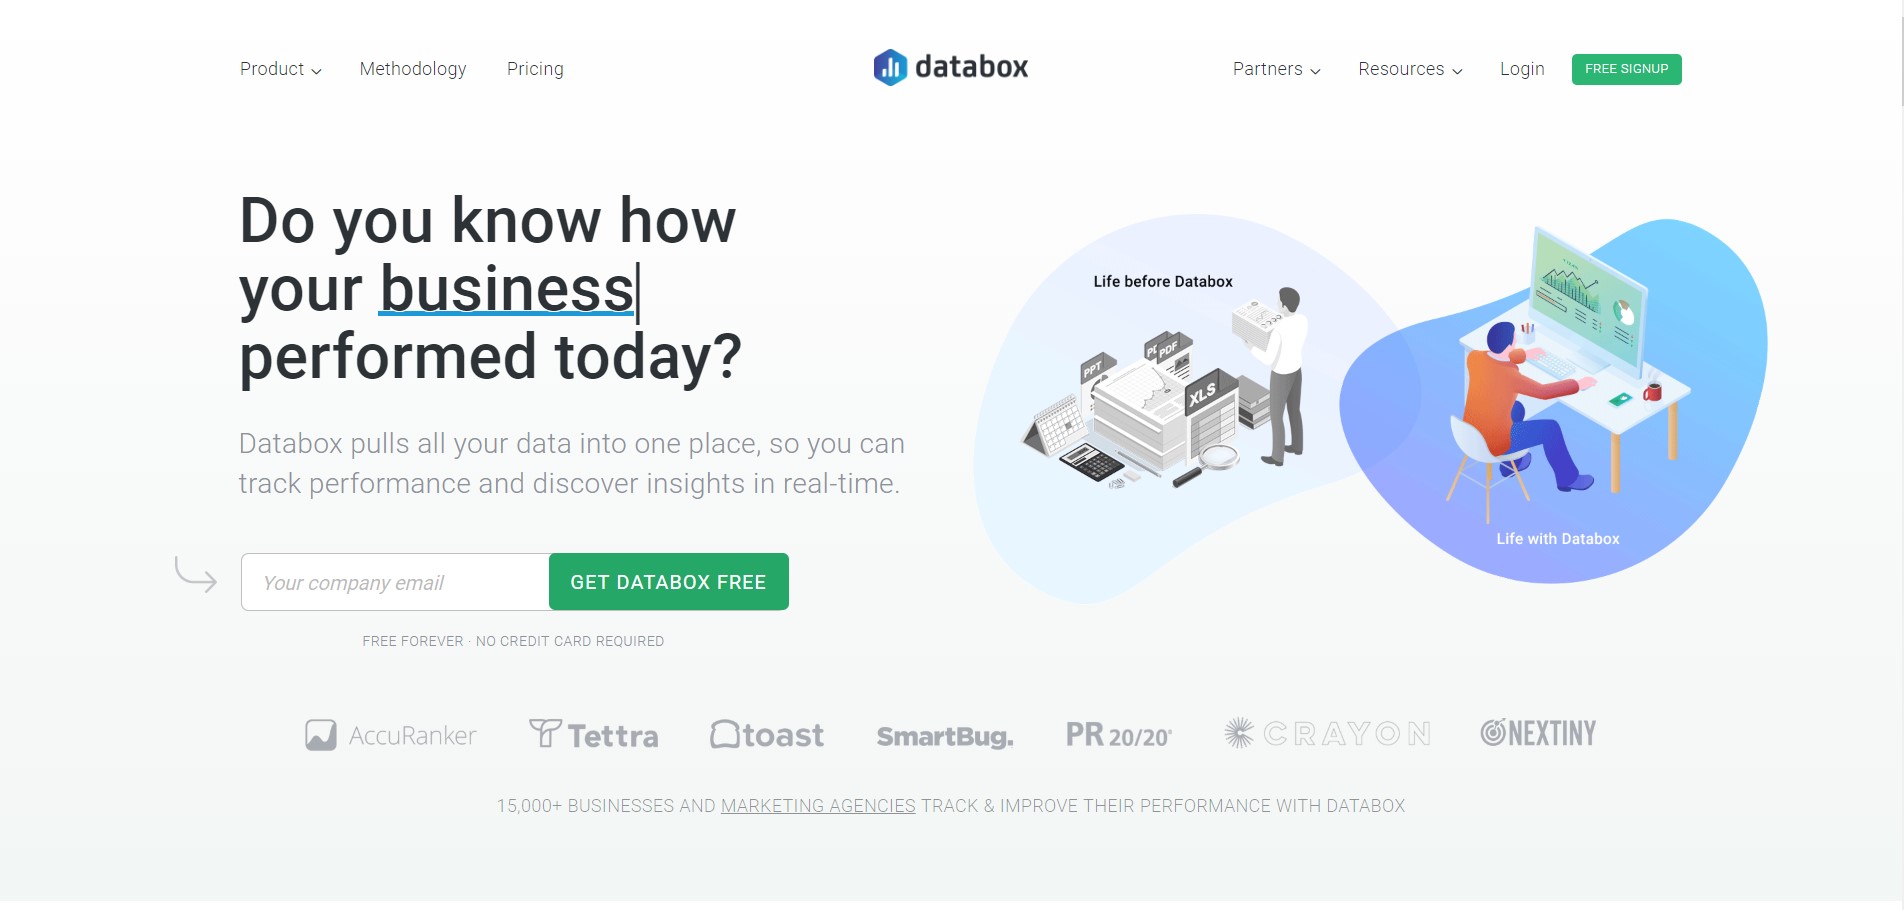 Product
Methodology
Pricing
databox
Partners
Resources
Login
FREE SIGNUP
Do you know how
your business
performed today?
Databox pulls all your data into one place, so you can
track performance and discover insights in real-time.
Your company email
GET DATABOX FREE
FREE FOREVER · NO CREDIT CARD REQUIRED
Life before Databox
PPT
PDF
XLS
Life with Databox
AccuRanker
Tettra
toast
SmartBug.
PR 20/20
CRAYON
NEXTINY
15,000+ BUSINESSES AND MARKETING AGENCIES TRACK & IMPROVE THEIR PERFORMANCE WITH DATABOX